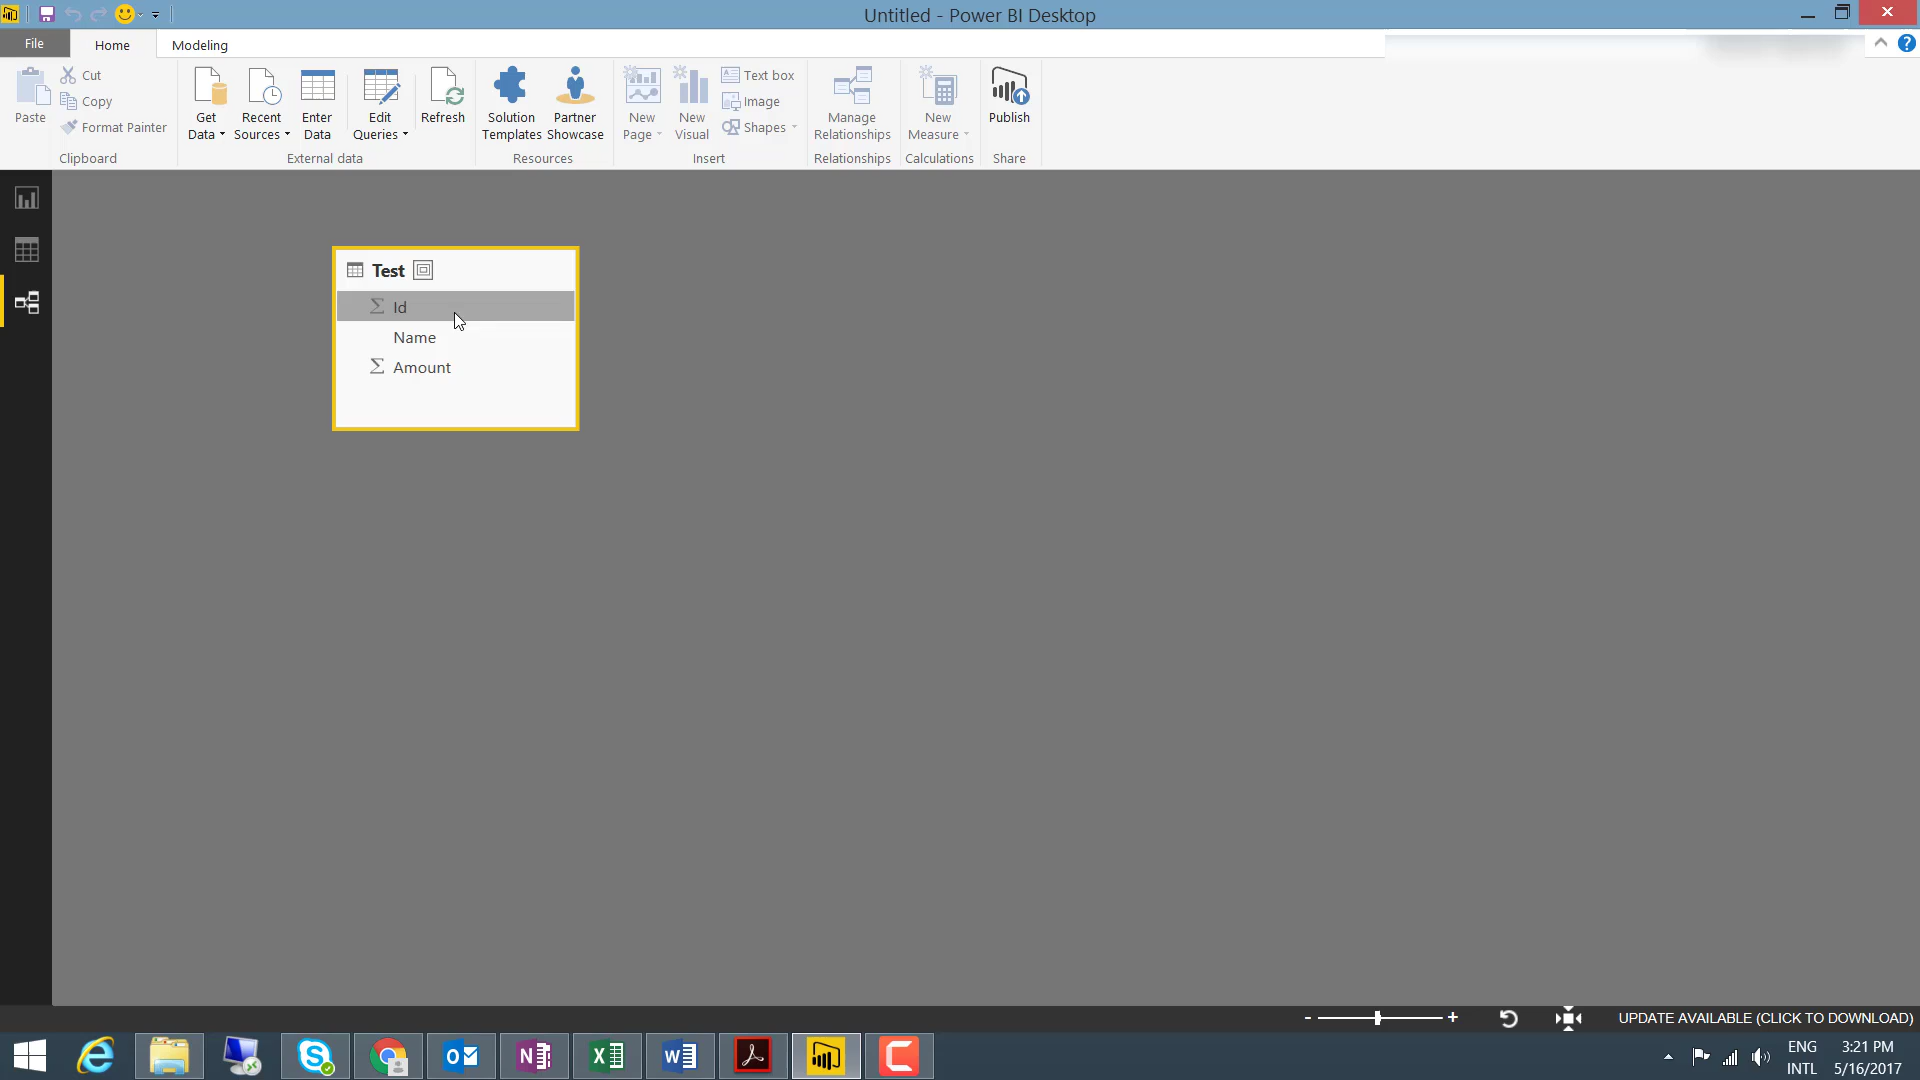 Untitled - Power BI Desktop
File
Home
Modeling
Paste
Cut
Copy
Format Painter
Clipboard
Get Data
Recent Sources
Enter Data
Edit Queries
Refresh
External data
Solution Templates
Partner Showcase
Resources
New Page
New Visual
Text box
Image
Shapes
Insert
Manage Relationships
Relationships
New Measure
Calculations
Publish
Share
Test
Id
Name
Amount
UPDATE AVAILABLE (CLICK TO DOWNLOAD)
ENG
INTL
3:21 PM
5/16/2017